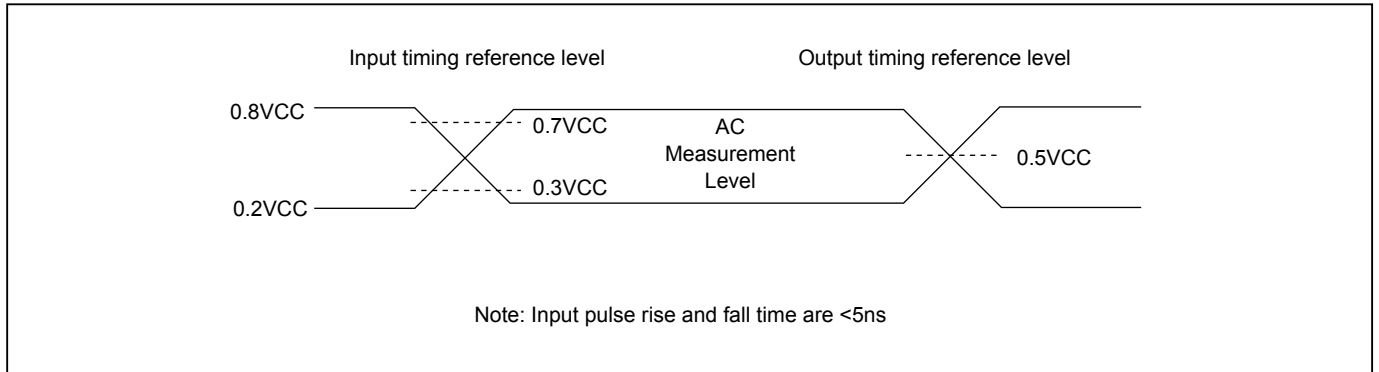 Input timing reference level
Output timing reference level
0.8VCC
0.7VCC
AC
Measurement
Level
0.5VCC
0.3VCC
0.2VCC
Note: Input pulse rise and fall time are <5ns